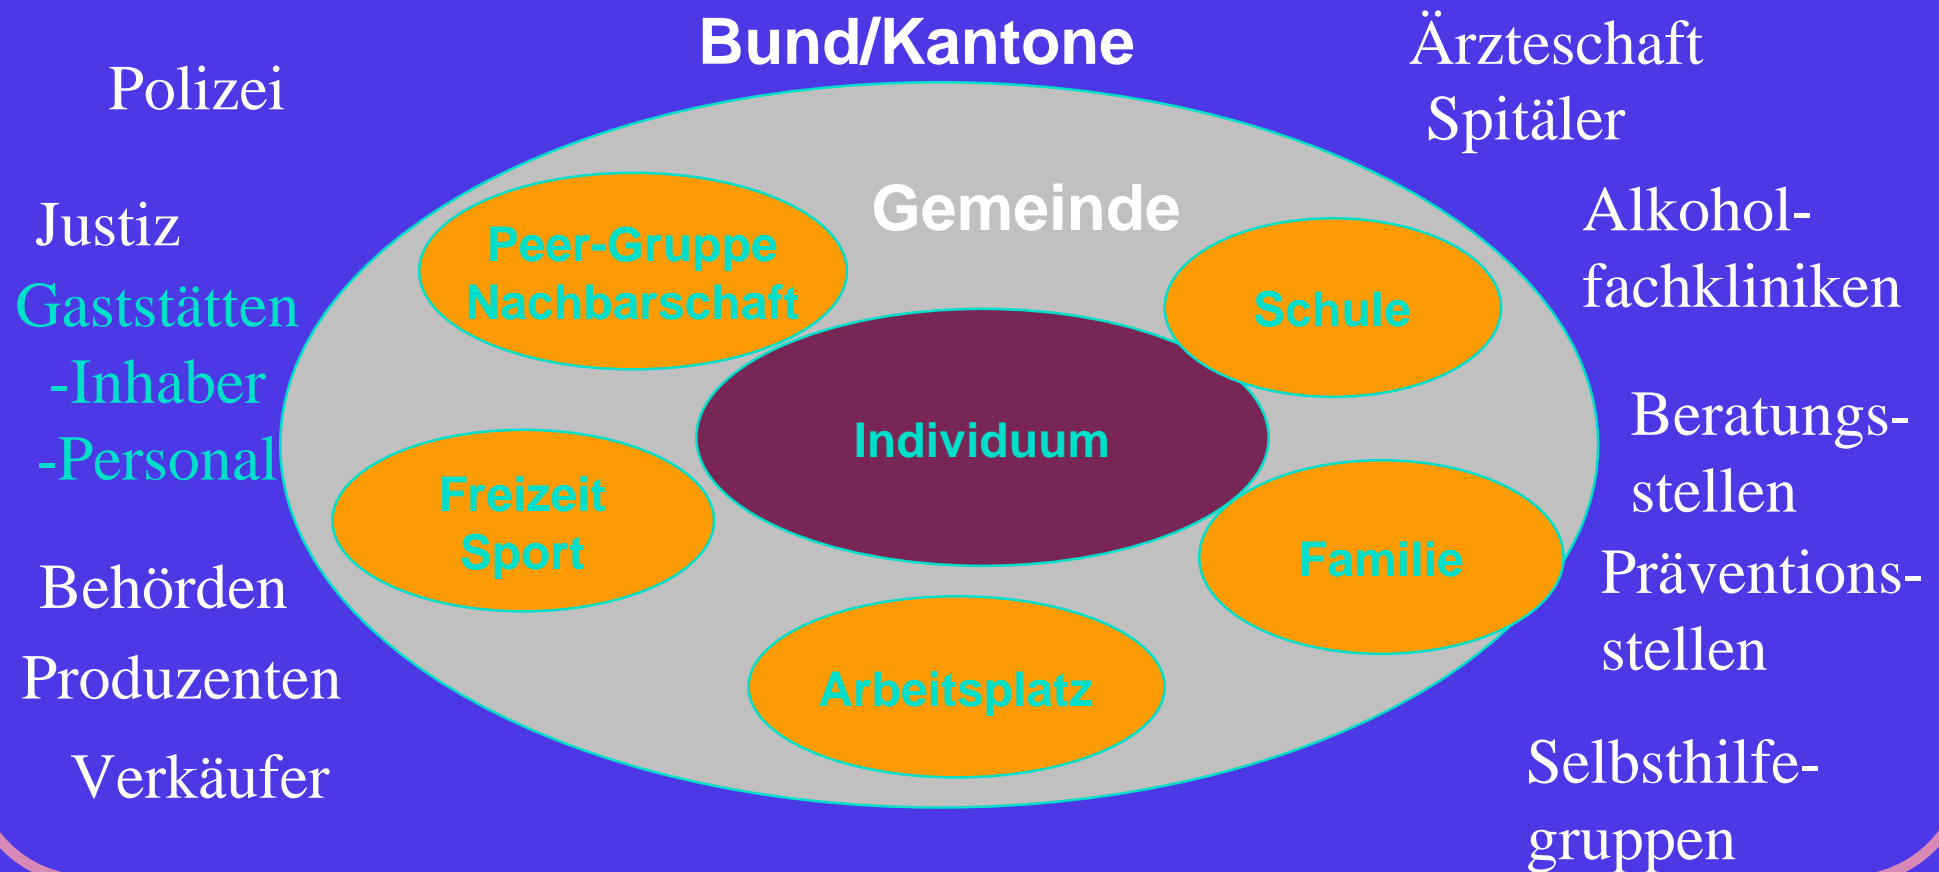 Bund/Kantone
Polizei
Justiz
Gaststätten
-Inhaber
-Personal
Behörden
Produzenten
Verkäufer
Gemeinde
Peer-Gruppe
Nachbarschaft
Schule
Individuum
Freizeit
Sport
Familie
Arbeitsplatz
Ärzteschaft
Spitäler
Alkohol-
fachkliniken
Beratungs-
stellen
Präventions-
stellen
Selbsthilfe-
gruppen